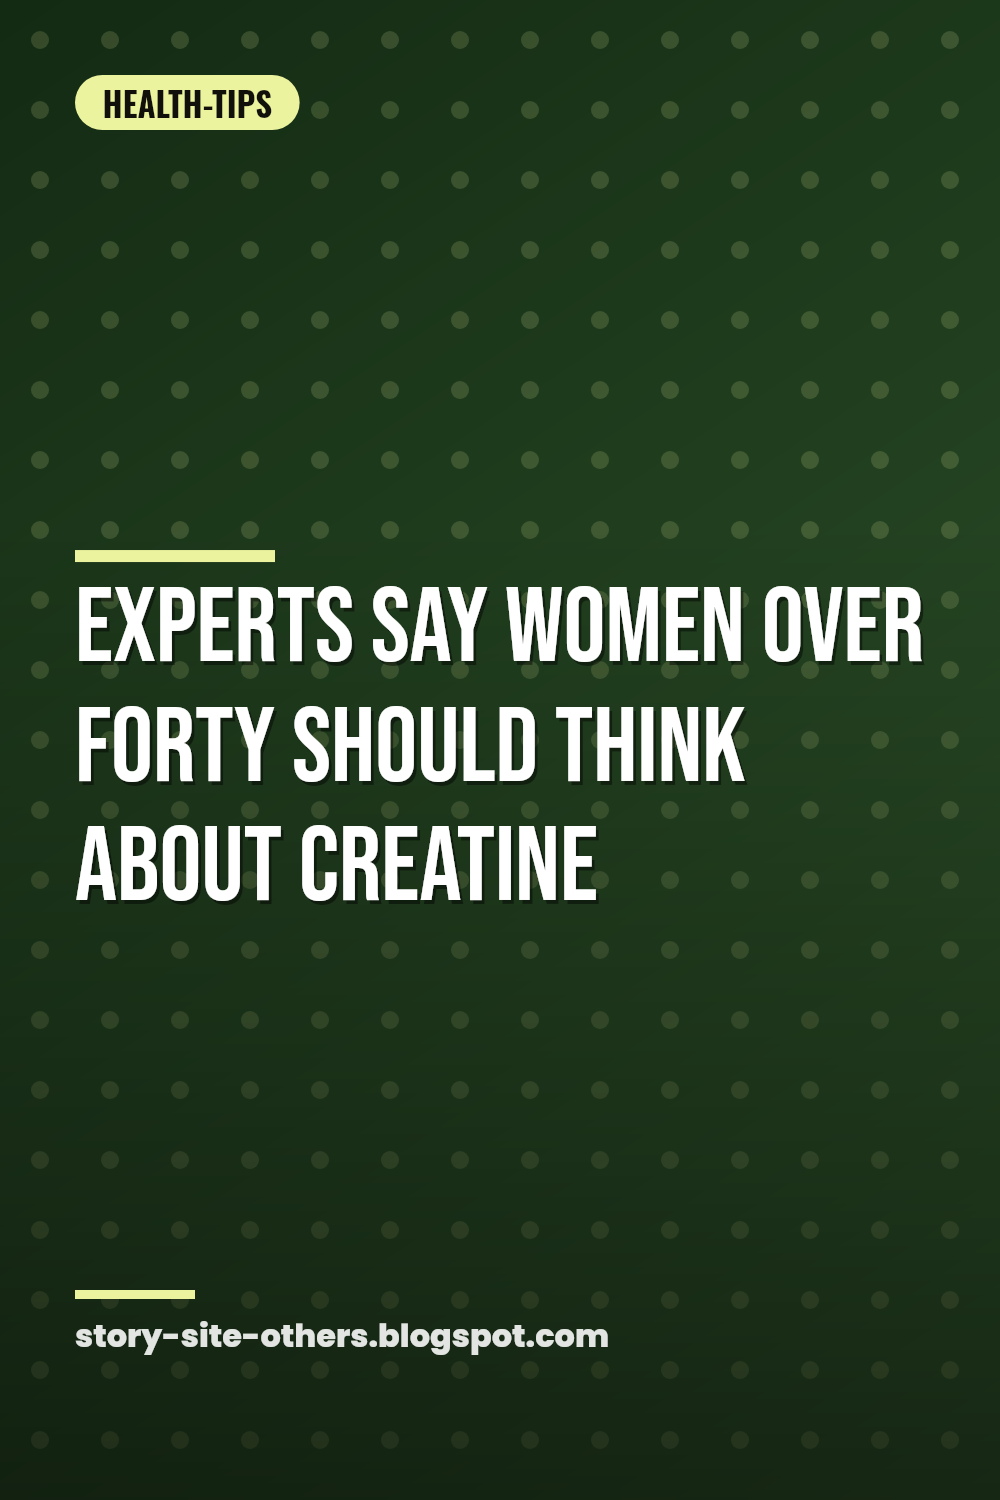 HEALTH-TIPS
EXPERTS SAY WOMEN OVER
FORTY SHOULD THINK
ABOUT CREATINE
story-site-others.blogspot.com